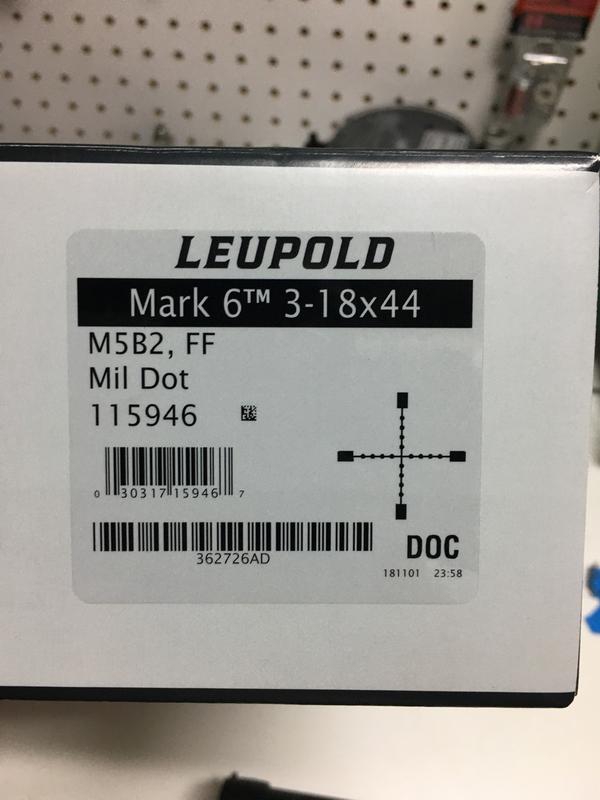 LEUPOLD
Mark 6™ 3-18x44
M5B2, FF
Mil Dot
115946
0 30317 15946 7
362726AD
DOC
181101 23:58